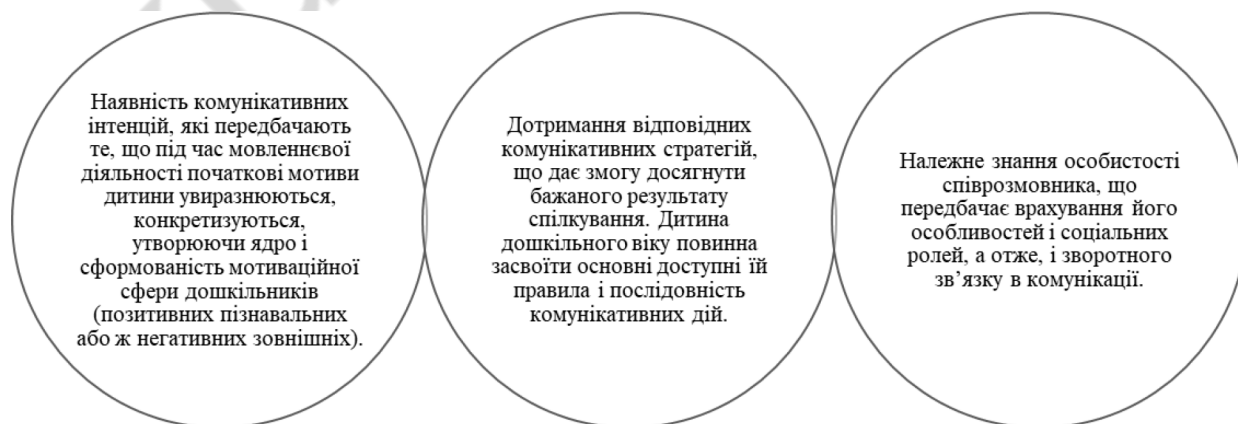 Наявність комунікативних
інтенцій, які передбачають
те, що під час мовленнєвої
діяльності початкові мотиви
дитини увиразнюються,
конкретизуються,
утворюючи ядро і
сформованість мотиваційної
сфери дошкільників
(позитивних пізнавальних
або ж негативних зовнішніх).
Дотримання відповідних
комунікативних стратегій,
що дає змогу досягнути
бажаного результату
спілкування. Дитина
дошкільного віку повинна
засвоїти основні доступні їй
правила і послідовність
комунікативних дій.
Належне знання особистості
співрозмовника, що
передбачає врахування його
особливостей і соціальних
ролей, а отже, і зворотного
зв’язку в комунікації.